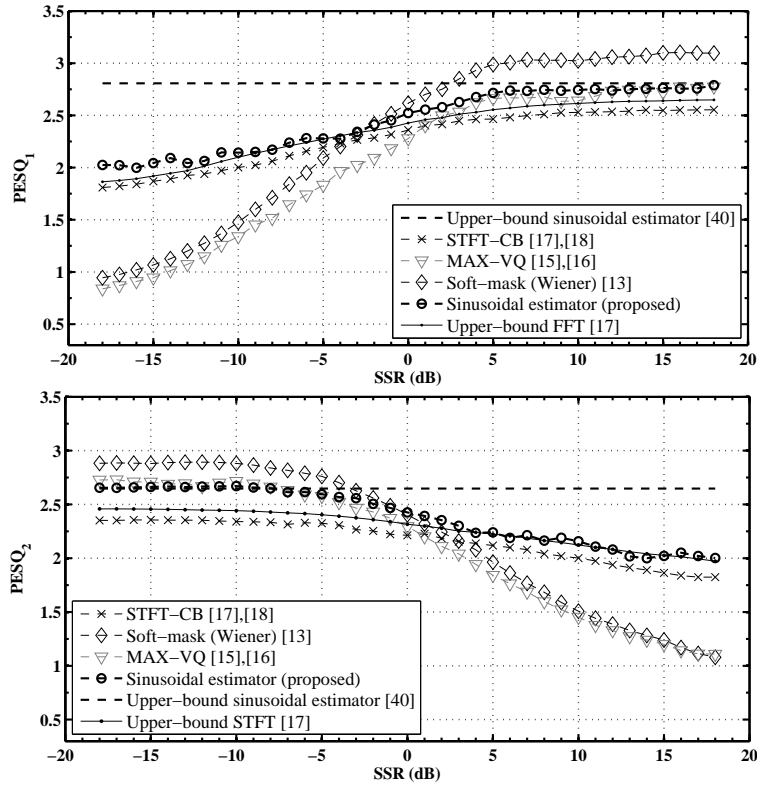 3.5
3
2.5
2
1.5
1
0.5
PESQ1
Upper−bound sinusoidal estimator [40]
STFT−CB [17],[18]
MAX−VQ [15],[16]
Soft−mask (Wiener) [13]
Sinusoidal estimator (proposed)
Upper−bound FFT [17]
−20 −15 −10 −5 0 5 10 15 20
SSR (dB)
3.5
3
2.5
2
1.5
1
0.5
PESQ2
STFT−CB [17],[18]
Soft−mask (Wiener) [13]
MAX−VQ [15],[16]
Sinusoidal estimator (proposed)
Upper−bound sinusoidal estimator [40]
Upper−bound STFT [17]
−20 −15 −10 −5 0 5 10 15 20
SSR (dB)